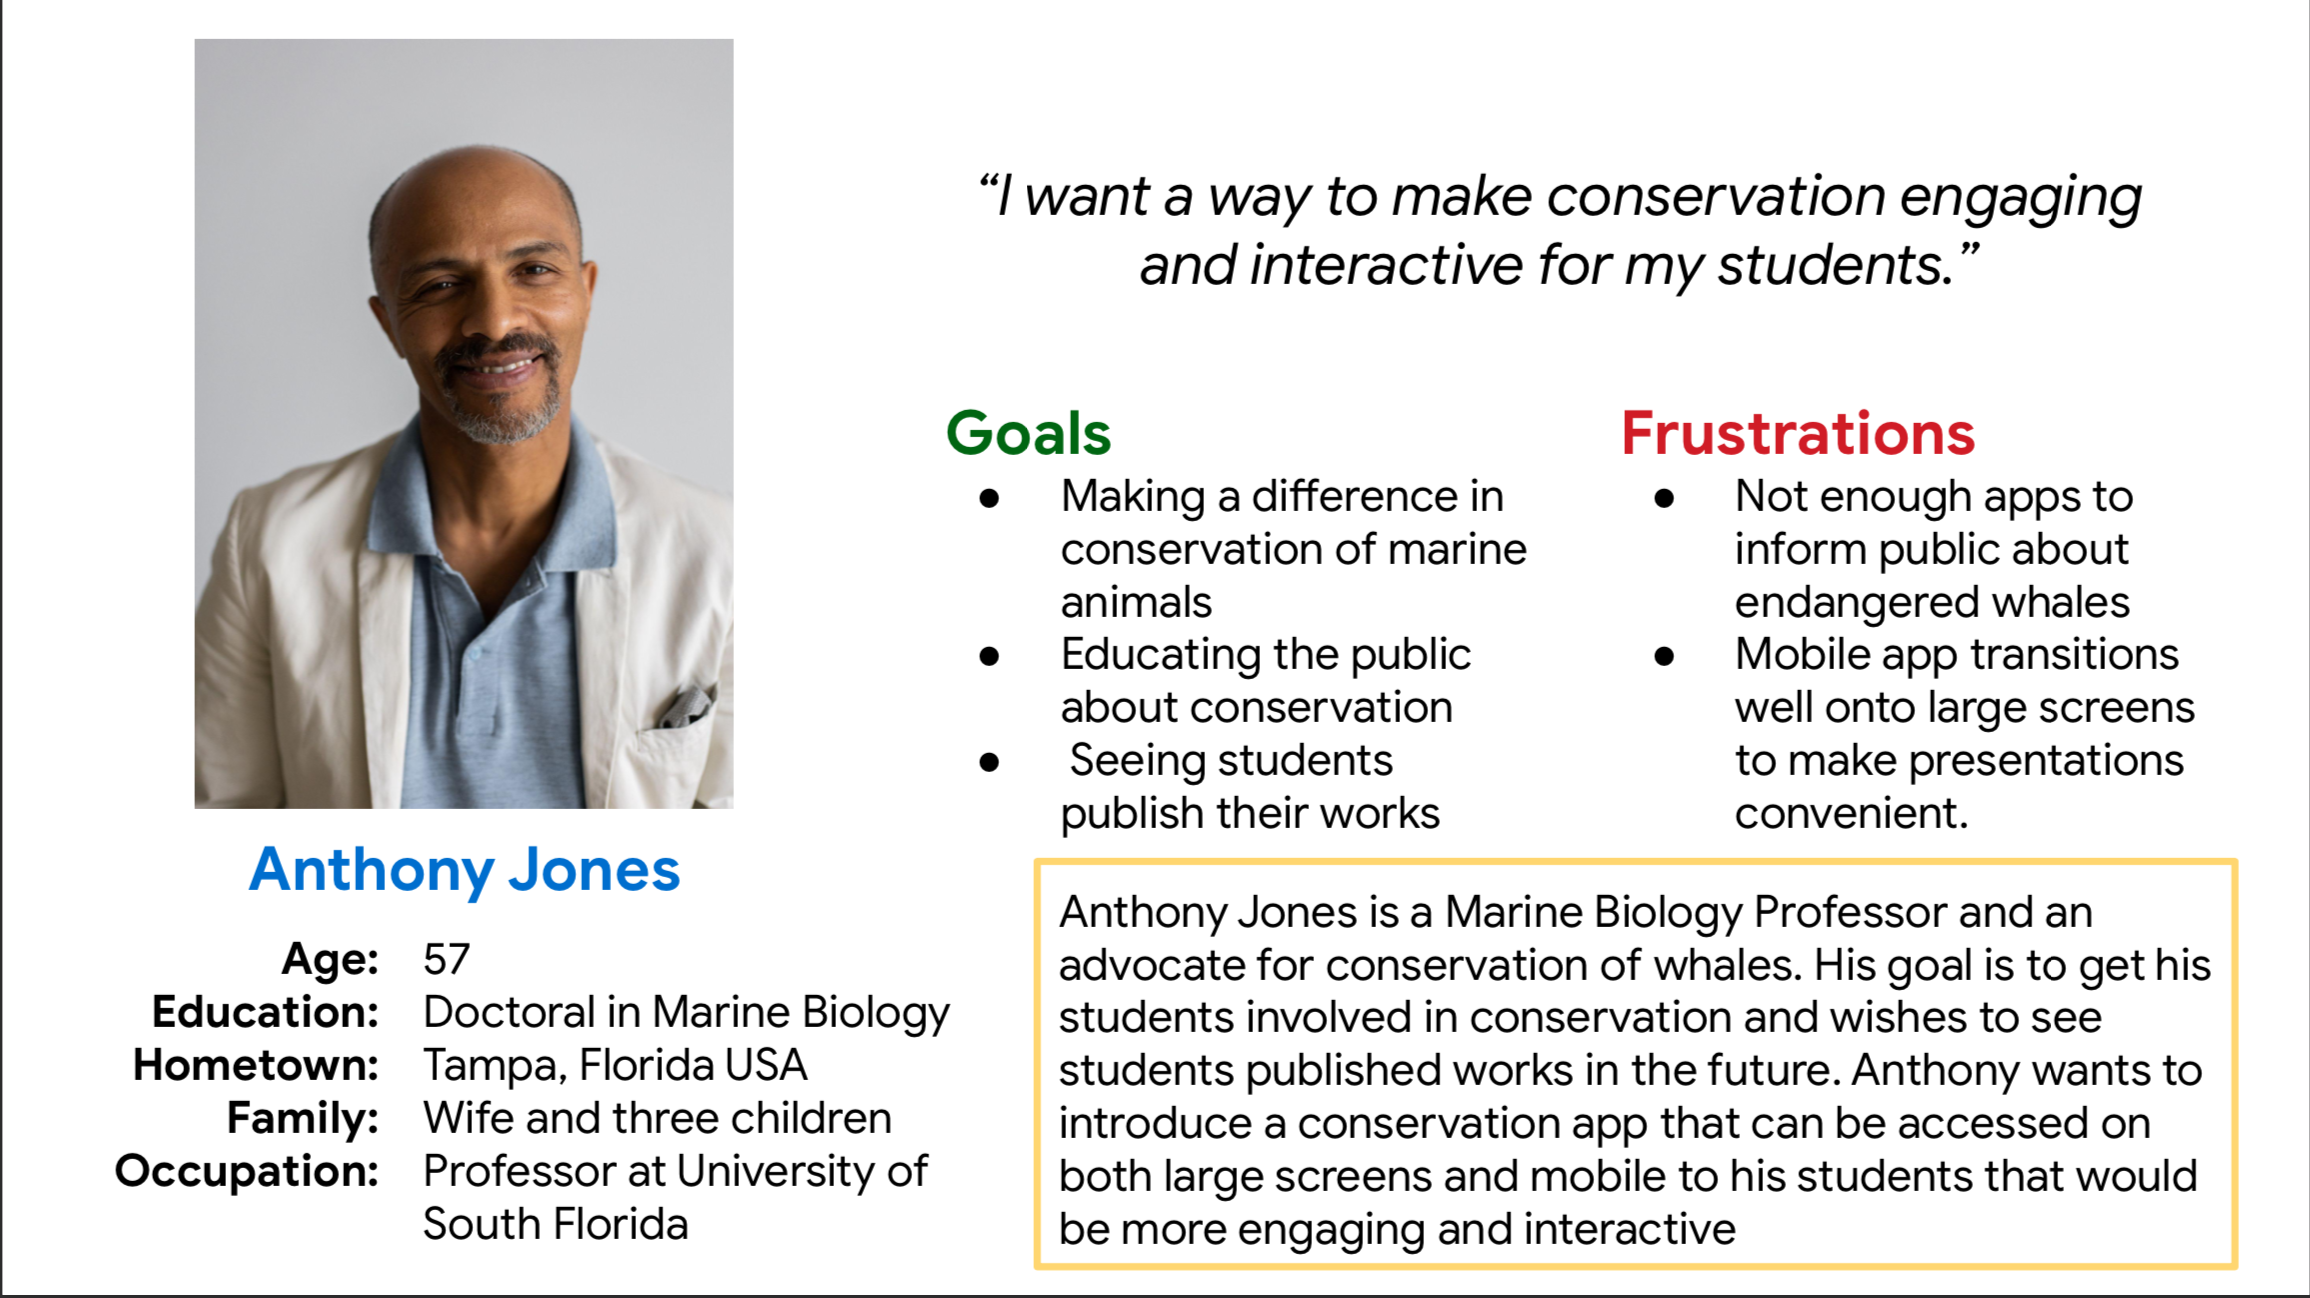 “I want a way to make conservation engaging
and interactive for my students.”
Goals
● Making a difference in
conservation of marine
animals
● Educating the public
about conservation
● Seeing students
publish their works
Frustrations
● Not enough apps to
inform public about
endangered whales
● Mobile app transitions
well onto large screens
to make presentations
convenient.
Anthony Jones
Age: 57
Education: Doctoral in Marine Biology
Hometown: Tampa, Florida USA
Family: Wife and three children
Occupation: Professor at University of
South Florida
Anthony Jones is a Marine Biology Professor and an
advocate for conservation of whales. His goal is to get his
students involved in conservation and wishes to see
students published works in the future. Anthony wants to
introduce a conservation app that can be accessed on
both large screens and mobile to his students that would
be more engaging and interactive